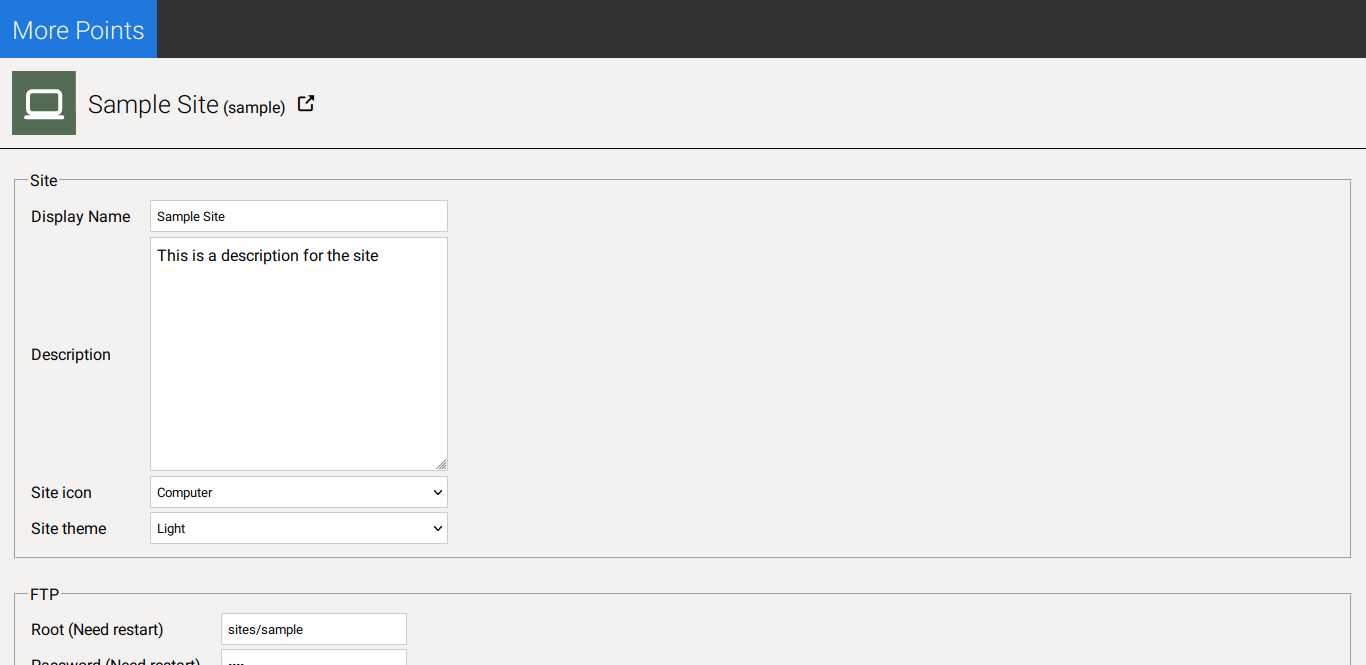 More Points
Sample Site (sample)
Site
Display Name Sample Site
Description This is a description for the site
Site icon Computer
Site theme Light
FTP
Root (Need restart) sites/sample
Password (Need restart) ····